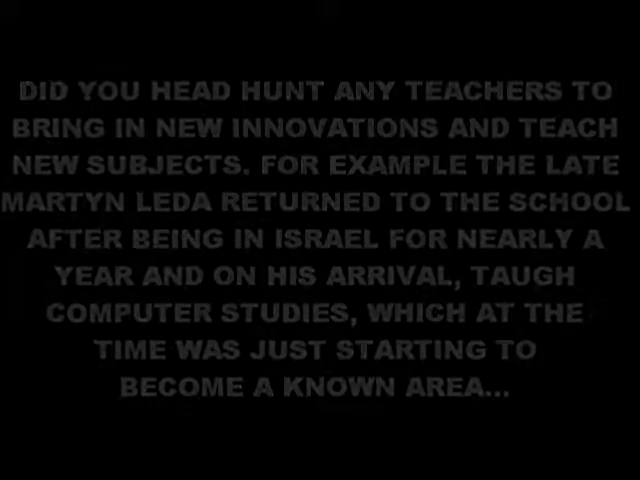 DID YOU HEAD HUNT ANY TEACHERS TO
BRING IN NEW INNOVATIONS AND TEACH
NEW SUBJECTS. FOR EXAMPLE THE LATE
MARTYN LEDA RETURNED TO THE SCHOOL
AFTER BEING IN ISRAEL FOR NEARLY A
YEAR AND ON HIS ARRIVAL, TAUGH
COMPUTER STUDIES, WHICH AT THE
TIME WAS JUST STARTING TO
BECOME A KNOWN AREA...